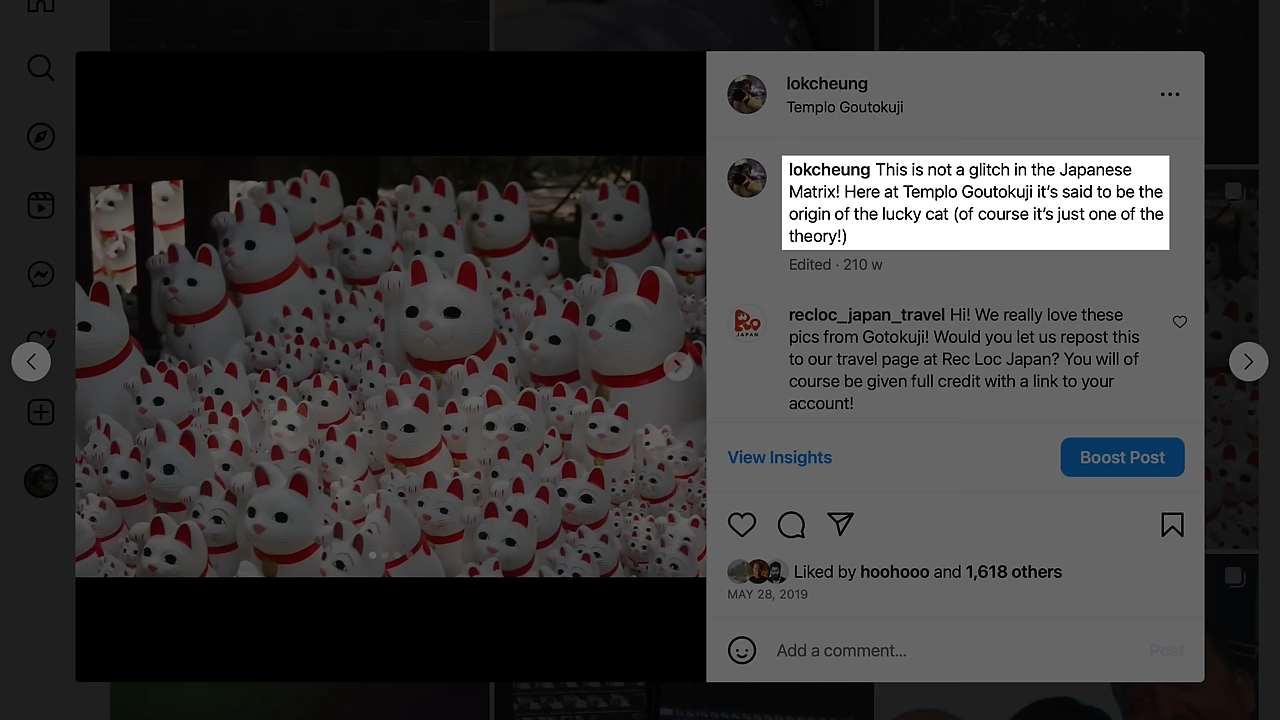 lokcheung
Templo Goutokuji
lokcheung This is not a glitch in the Japanese
Matrix! Here at Templo Goutokuji it's said to be the
origin of the lucky cat (of course it's just one of the
theory!)
Edited · 210 w
recloc_japan_travel Hi! We really love these
pics from Gotokuji! Would you let us repost this
to our travel page at Rec Loc Japan? You will of
course be given full credit with a link to your
account!
JAPAN
View Insights
Boost Post
Liked by hoohooo and 1,618 others
MAY 28, 2019
Add a comment...
Post